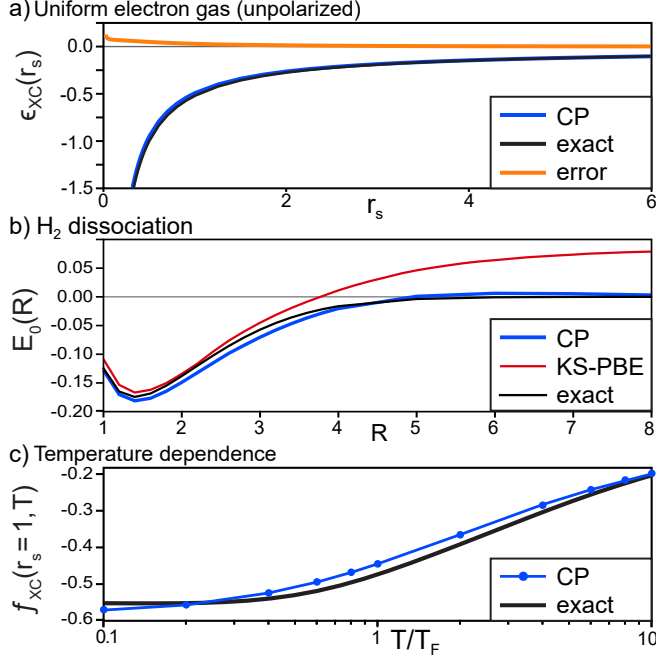 a) Uniform electron gas (unpolarized)
ϵ_XC(r_s)
0.0
-0.5
-1.0
-1.5
CP
exact
error
0
2
4
6
r_s
b) H₂ dissociation
E₀(R)
0.05
0.00
-0.05
-0.10
-0.15
-0.20
CP
KS-PBE
exact
1
2
3
4
5
6
7
8
R
c) Temperature dependence
f_XC(r_s=1,T)
-0.2
-0.3
-0.4
-0.5
-0.6
CP
exact
0.1
1
10
T/T_F